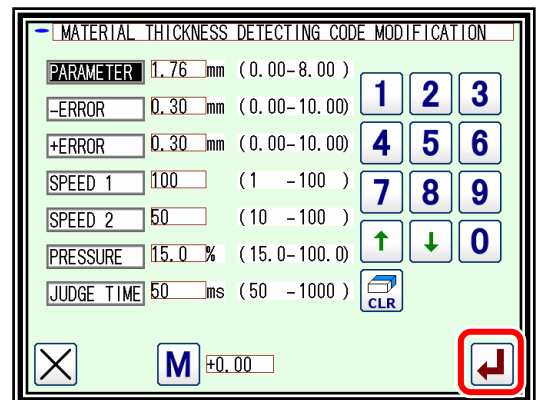 MATERIAL THICKNESS DETECTING CODE MODIFICATION
PARAMETER 1.76 mm (0.00-8.00 )
-ERROR 0.30 mm (0.00-10.00)
+ERROR 0.30 mm (0.00-10.00)
SPEED 1 100 (1 -100 )
SPEED 2 50 (10 -100 )
PRESSURE 15.0 % (15.0-100.0)
JUDGE TIME 50 ms (50 -1000 )
1 2 3
4 5 6
7 8 9
↑ ↓ 0
CLR
M +0.00